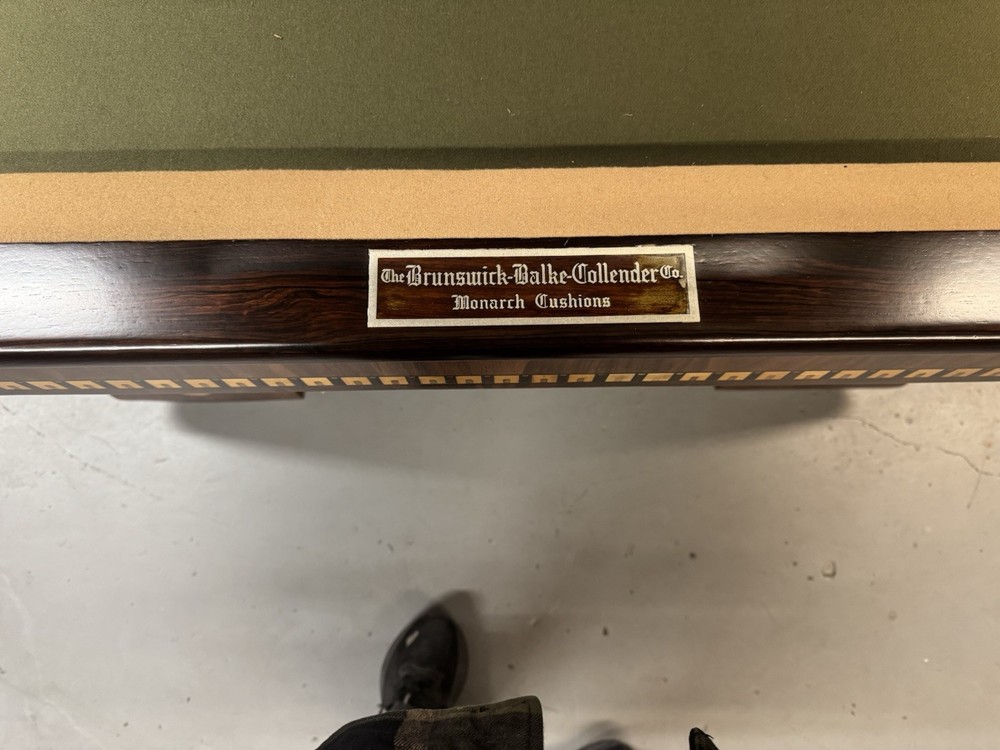 The Brunswick-Balke-Collender Co.
Monarch Cushions